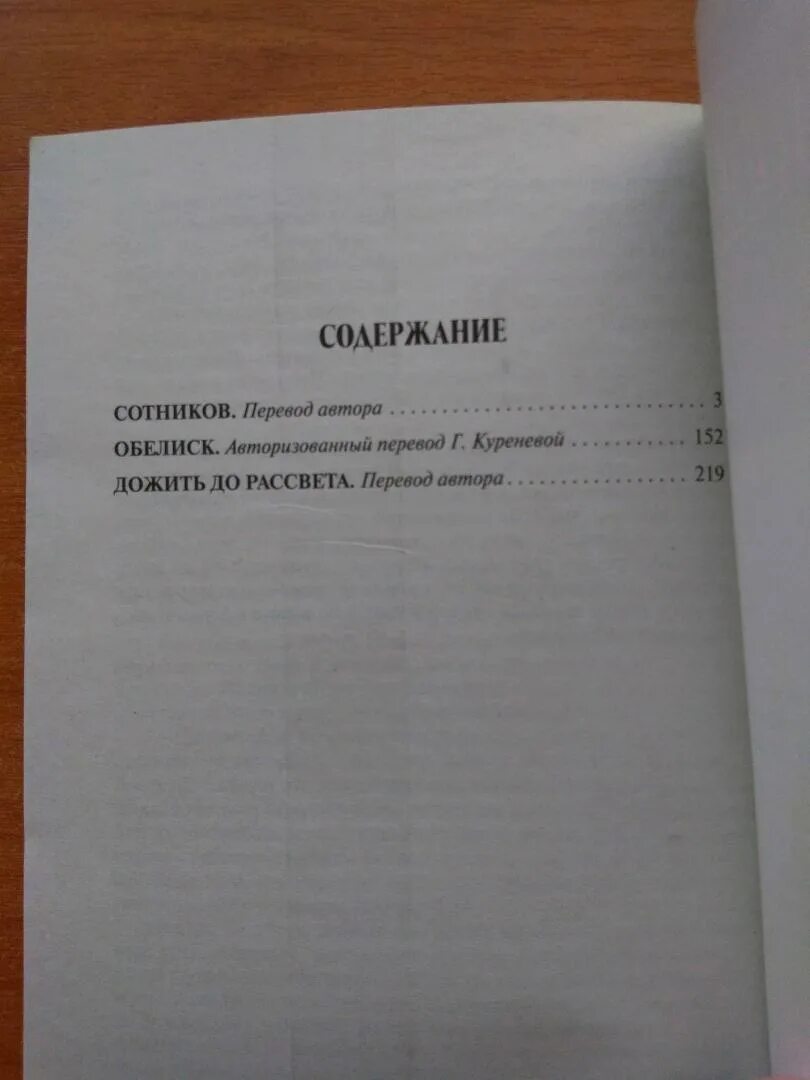 СОДЕРЖАНИЕ
СОТНИКОВ. Перевод автора . . . . . . . . . . . . . . . . . . . . . . . . . . . . . . 3
ОБЕЛИСК. Авторизованный перевод Г. Куреневой . . . . . . . . . . . 152
ДОЖИТЬ ДО РАССВЕТА. Перевод автора . . . . . . . . . . . . . . . . . 219